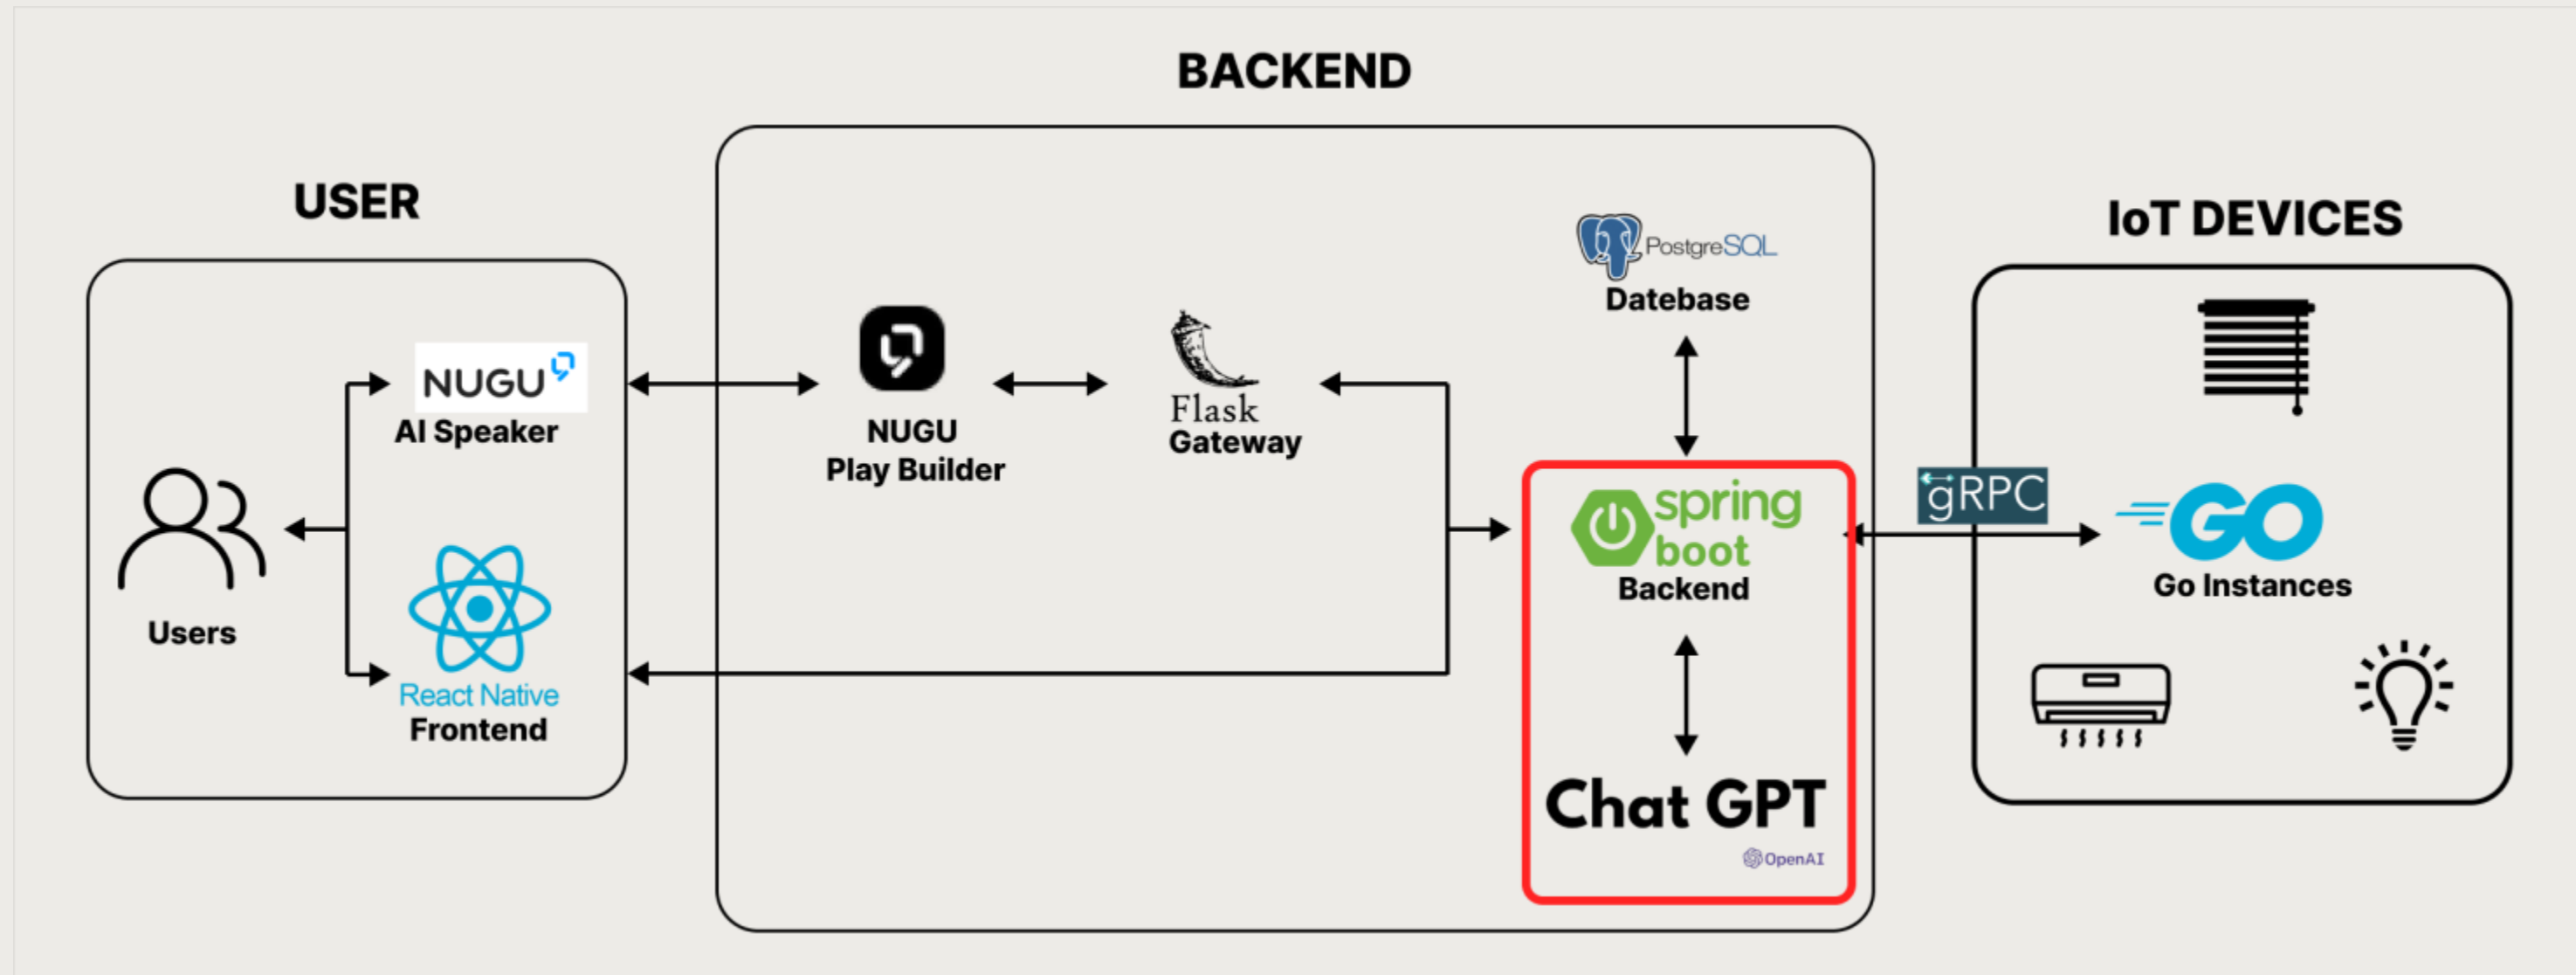 BACKEND
USER
IoT DEVICES
NUGU
AI Speaker
Users
React Native
Frontend
NUGU
Play Builder
Flask
Gateway
PostgreSQL
Datebase
spring
boot
Backend
Chat GPT
OpenAI
gRPC
GO
Go Instances